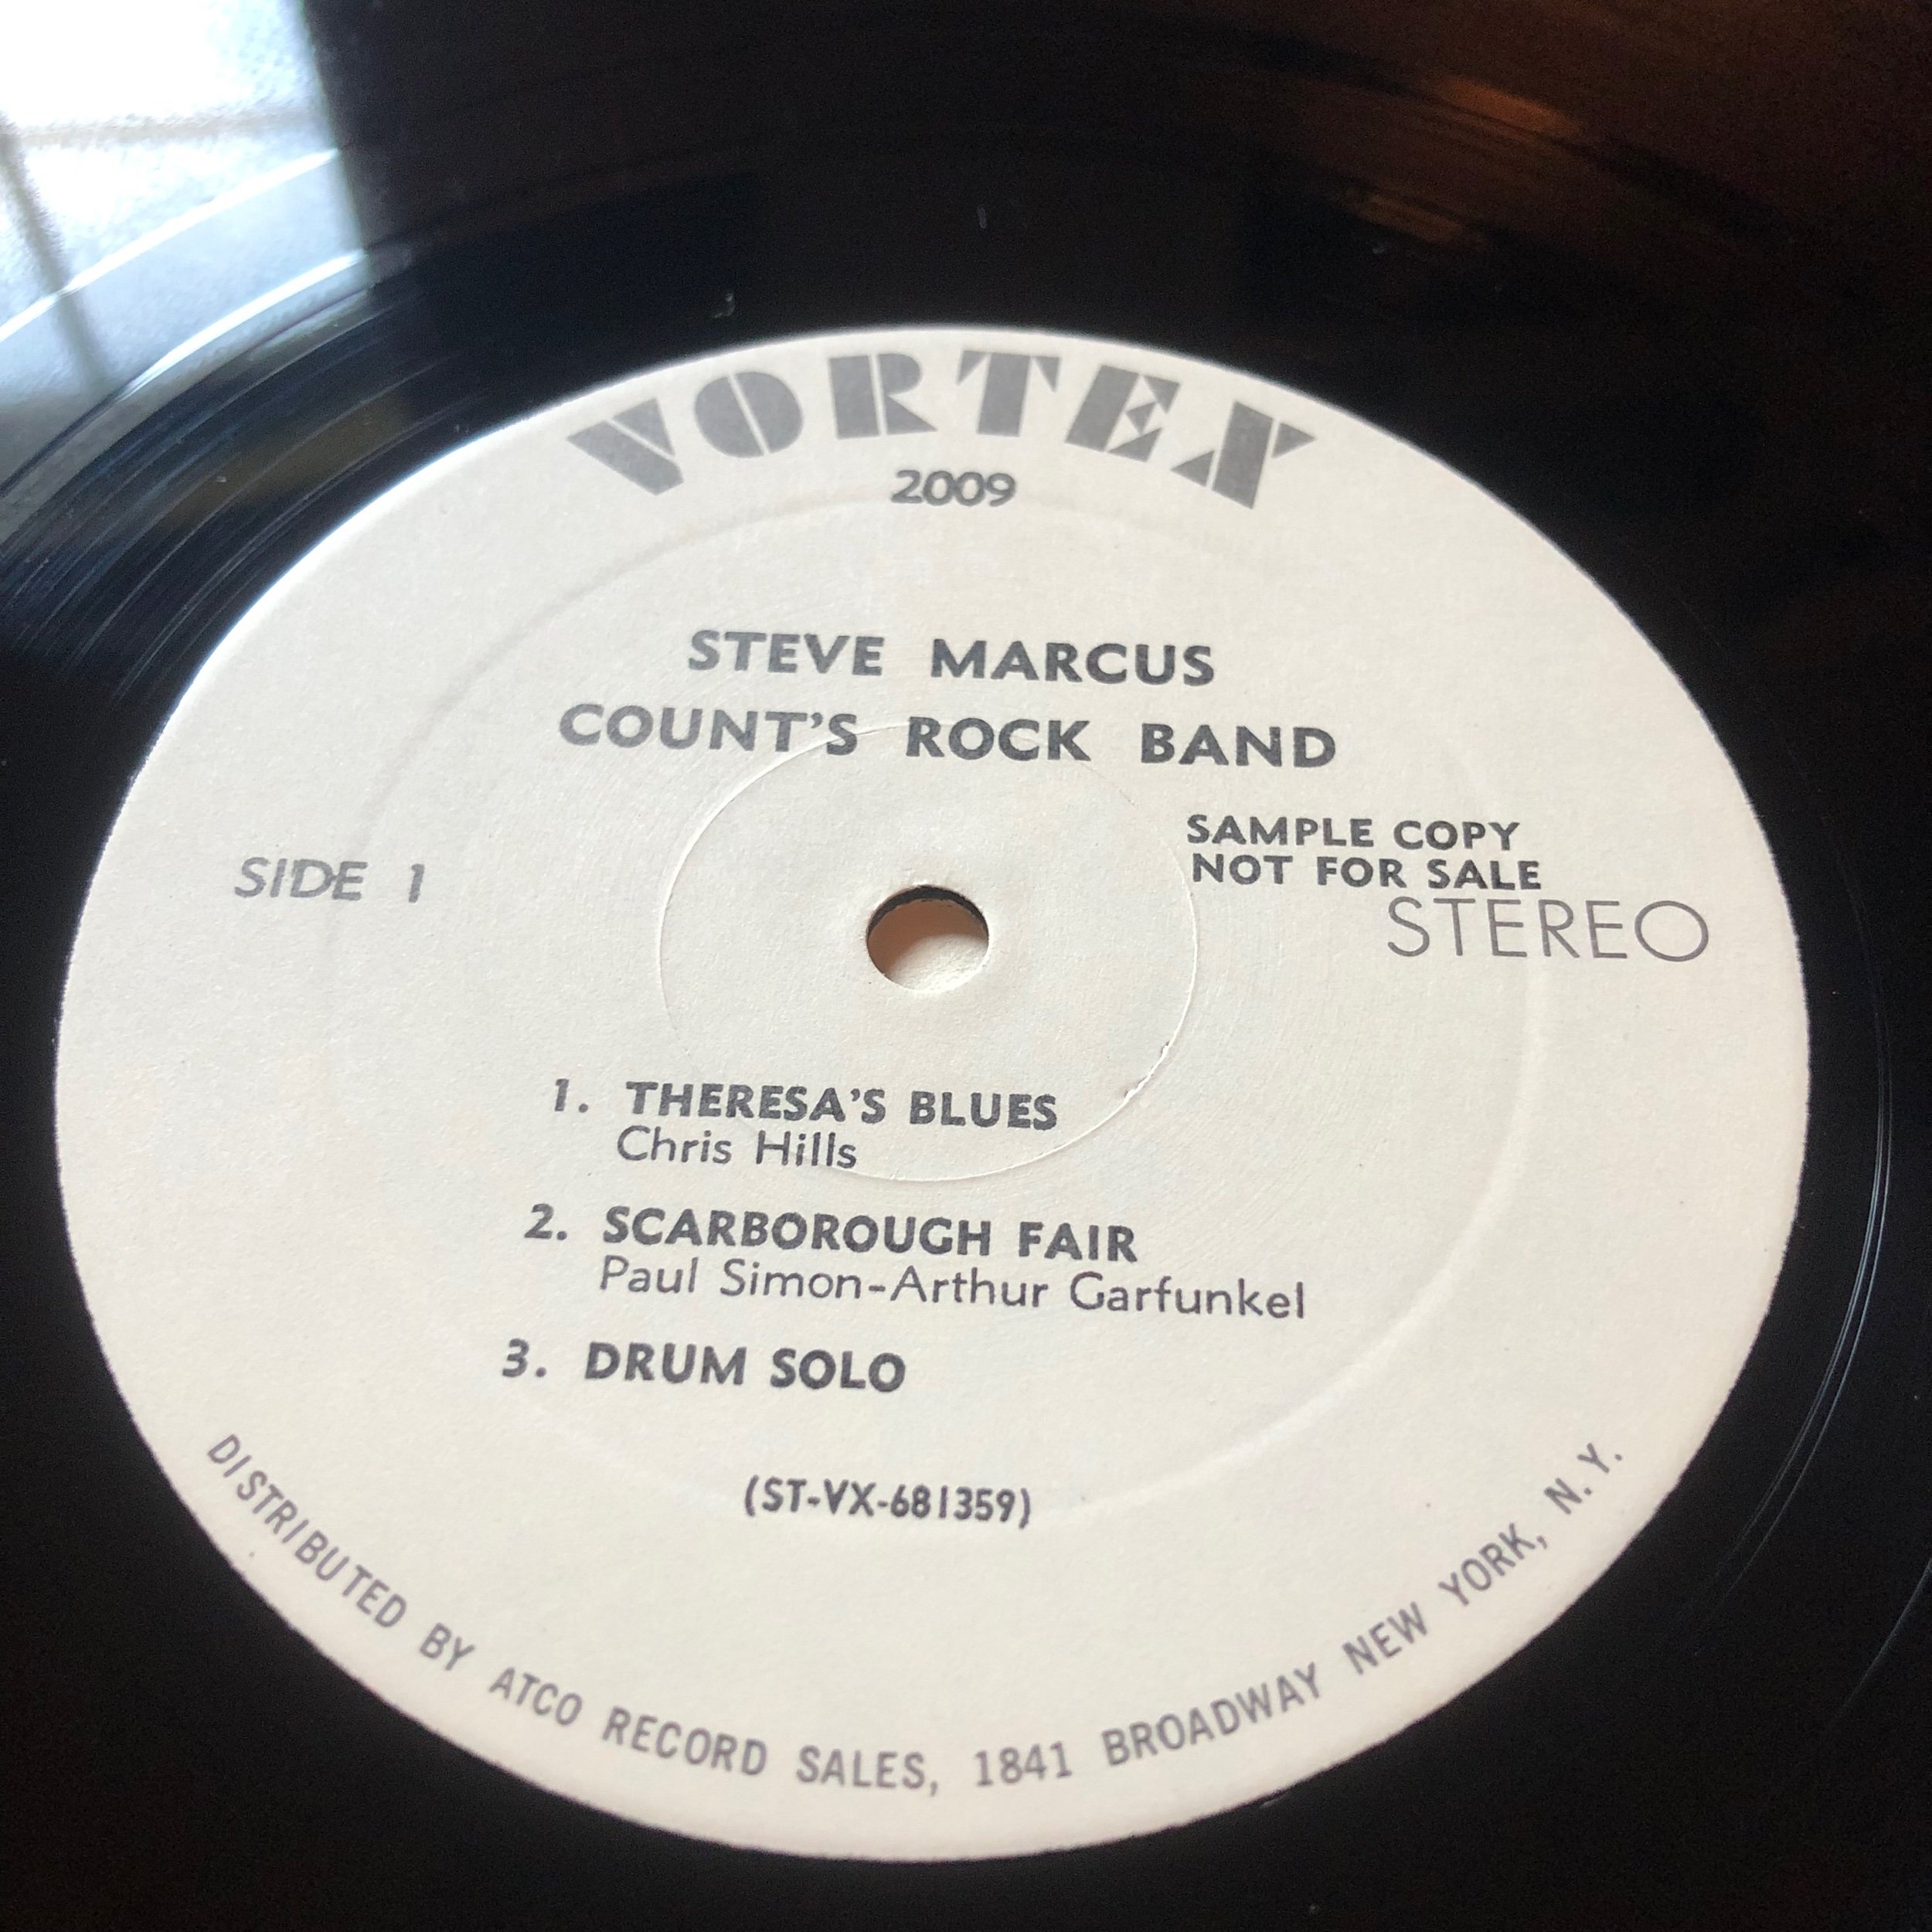 VORTEX
2009
STEVE MARCUS
COUNT'S ROCK BAND
SIDE 1
SAMPLE COPY
NOT FOR SALE
STEREO
1. THERESA'S BLUES
Chris Hills
2. SCARBOROUGH FAIR
Paul Simon-Arthur Garfunkel
3. DRUM SOLO
(ST-VX-681359)
DISTRIBUTED BY ATCO RECORD SALES, 1841 BROADWAY NEW YORK, N.Y.